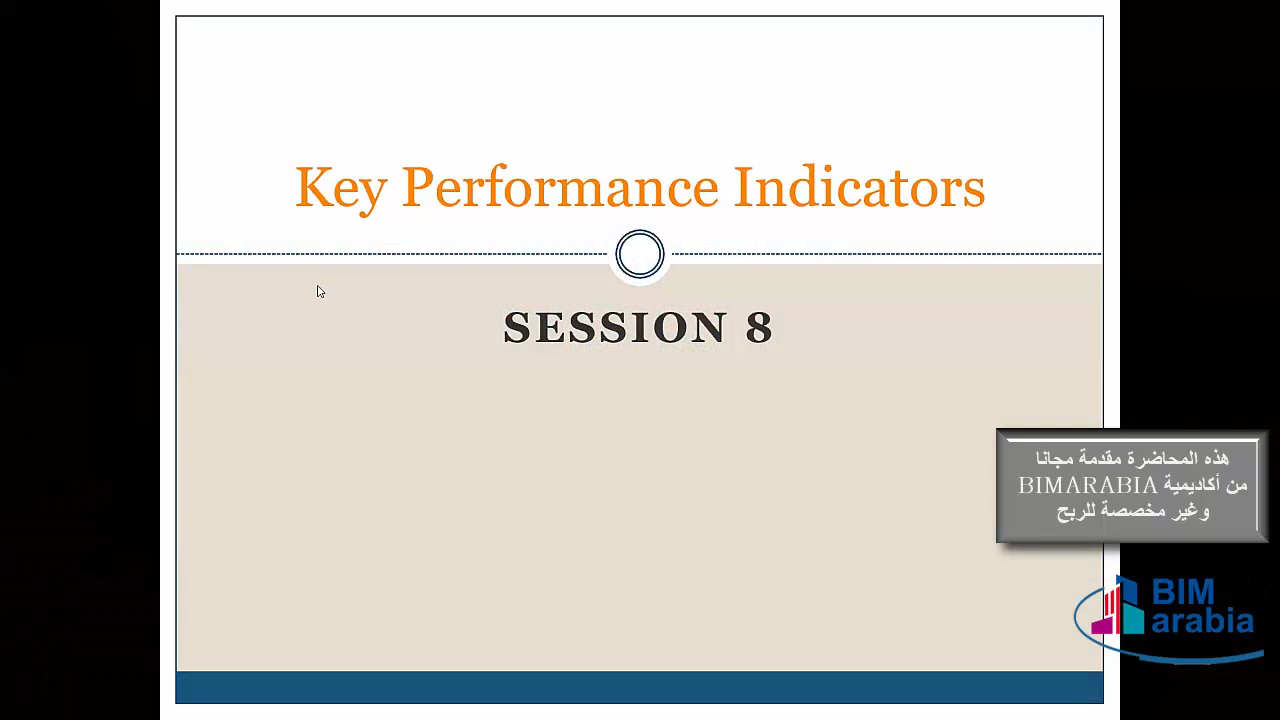 Key Performance Indicators
SESSION 8
هذه المحاضرة مقدمة مجانا
من أكاديمية BIMARABIA
وغير مخصصة للربح
BIM
arabia